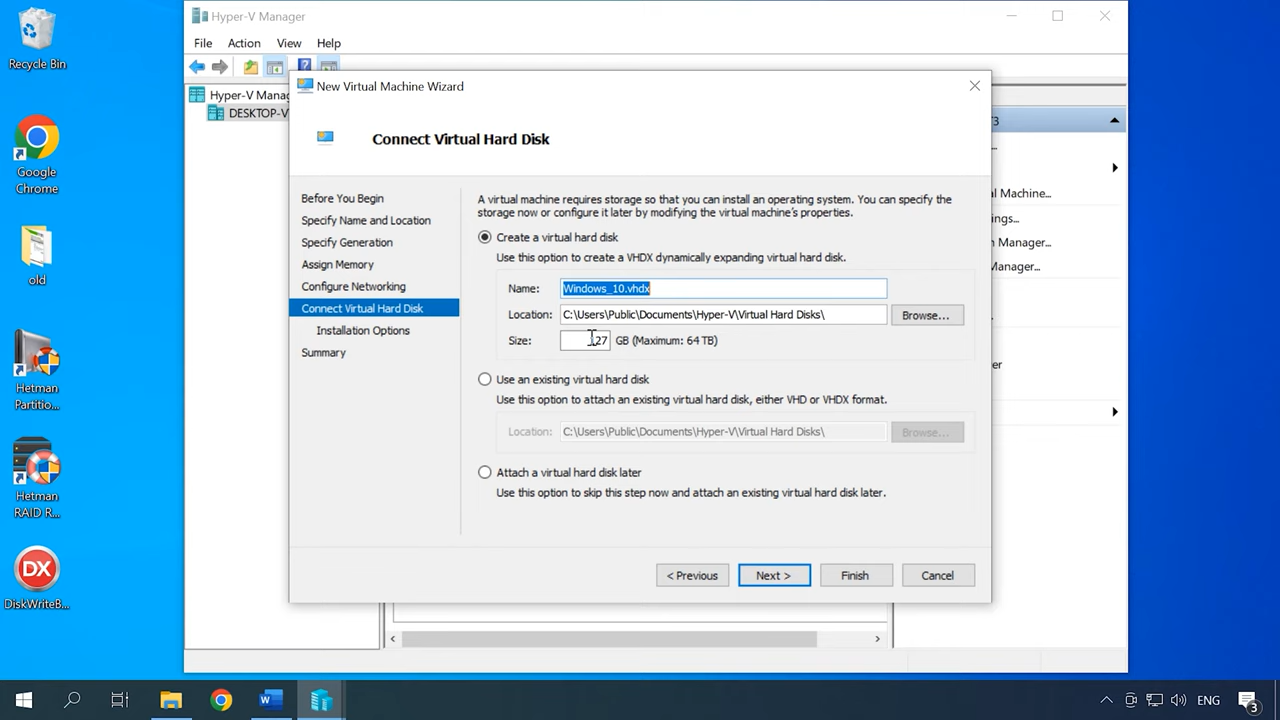 Recycle Bin
Google
Chrome
old
Hetman
Partitio...
Hetman
RAID R...
DX
DiskWriteB...
Hyper-V Manager
File Action View Help
Hyper-V Manag
DESKTOP-V
New Virtual Machine Wizard
Connect Virtual Hard Disk
Before You Begin
Specify Name and Location
Specify Generation
Assign Memory
Configure Networking
Connect Virtual Hard Disk
Installation Options
Summary
A virtual machine requires storage so that you can install an operating system. You can specify the
storage now or configure it later by modifying the virtual machine's properties.
Create a virtual hard disk
Use this option to create a VHDX dynamically expanding virtual hard disk.
Name: Windows_10.vhdx
Location: C:\Users\Public\Documents\Hyper-V\Virtual Hard Disks\ Browse...
Size: 27 GB (Maximum: 64 TB)
Use an existing virtual hard disk
Use this option to attach an existing virtual hard disk, either VHD or VHDX format.
Location: C:\Users\Public\Documents\Hyper-V\Virtual Hard Disks\ Browse...
Attach a virtual hard disk later
Use this option to skip this step now and attach an existing virtual hard disk later.
< Previous Next > Finish Cancel
3
...
l Machine...
ngs...
n Manager...
Manager...
er
W ENG 3